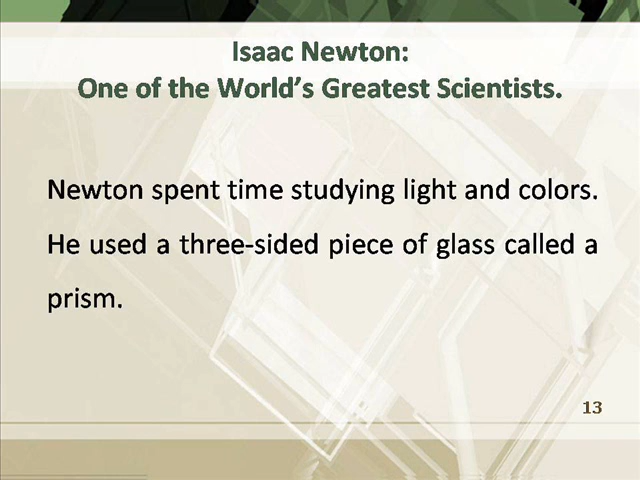 Isaac Newton:
One of the World’s Greatest Scientists.
Newton spent time studying light and colors.
He used a three-sided piece of glass called a
prism.
13